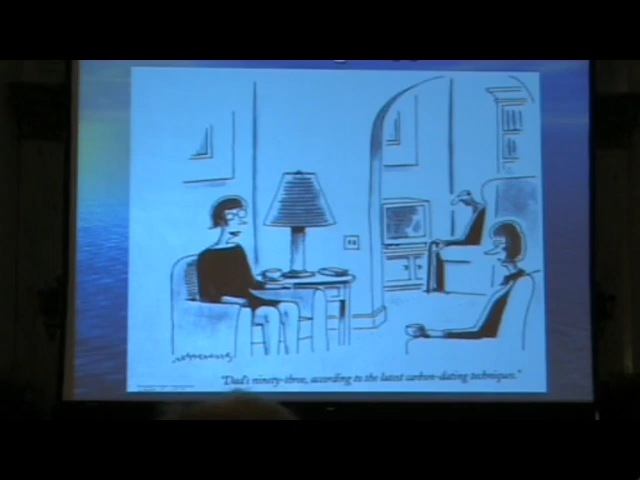 "Dad's ninety-three, according to the latest carbon-dating techniques."